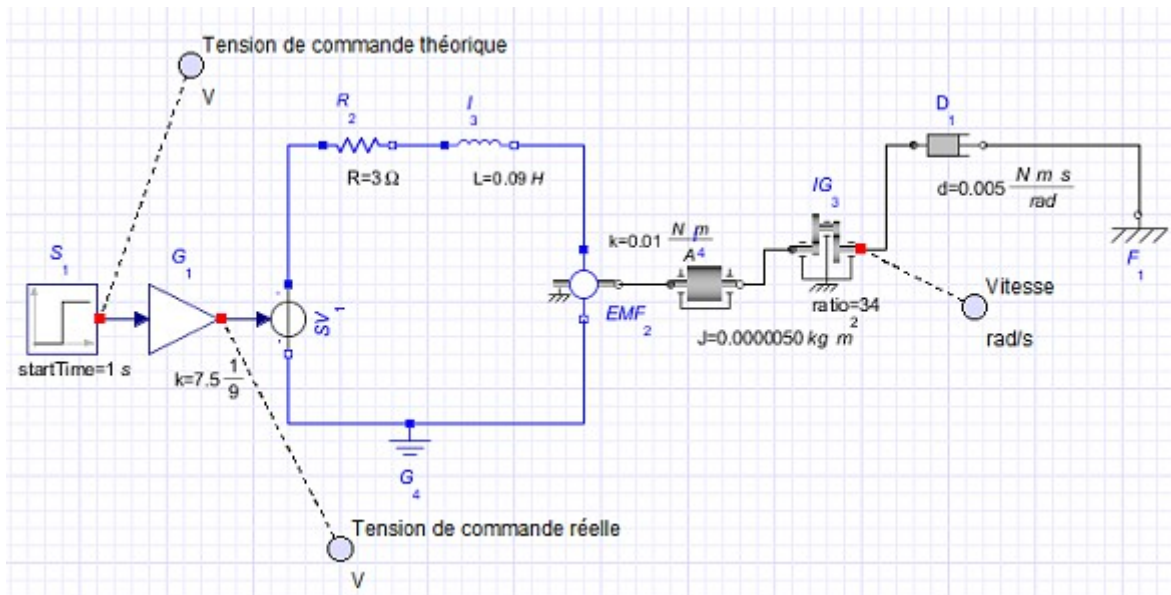 Tension de commande théorique
V
R
2
I
3
R=3 Ω
L=0.09 H
D
1
d=0.005 N m s
rad
IG
3
ratio=34
2
F
1
k=0.01 N m
A
4
EMF
2
J=0.0000050 kg m
Vitesse
rad/s
S
1
startTime=1 s
G
1
k=7.5 1
9
SV
1
G
4
Tension de commande réelle
V